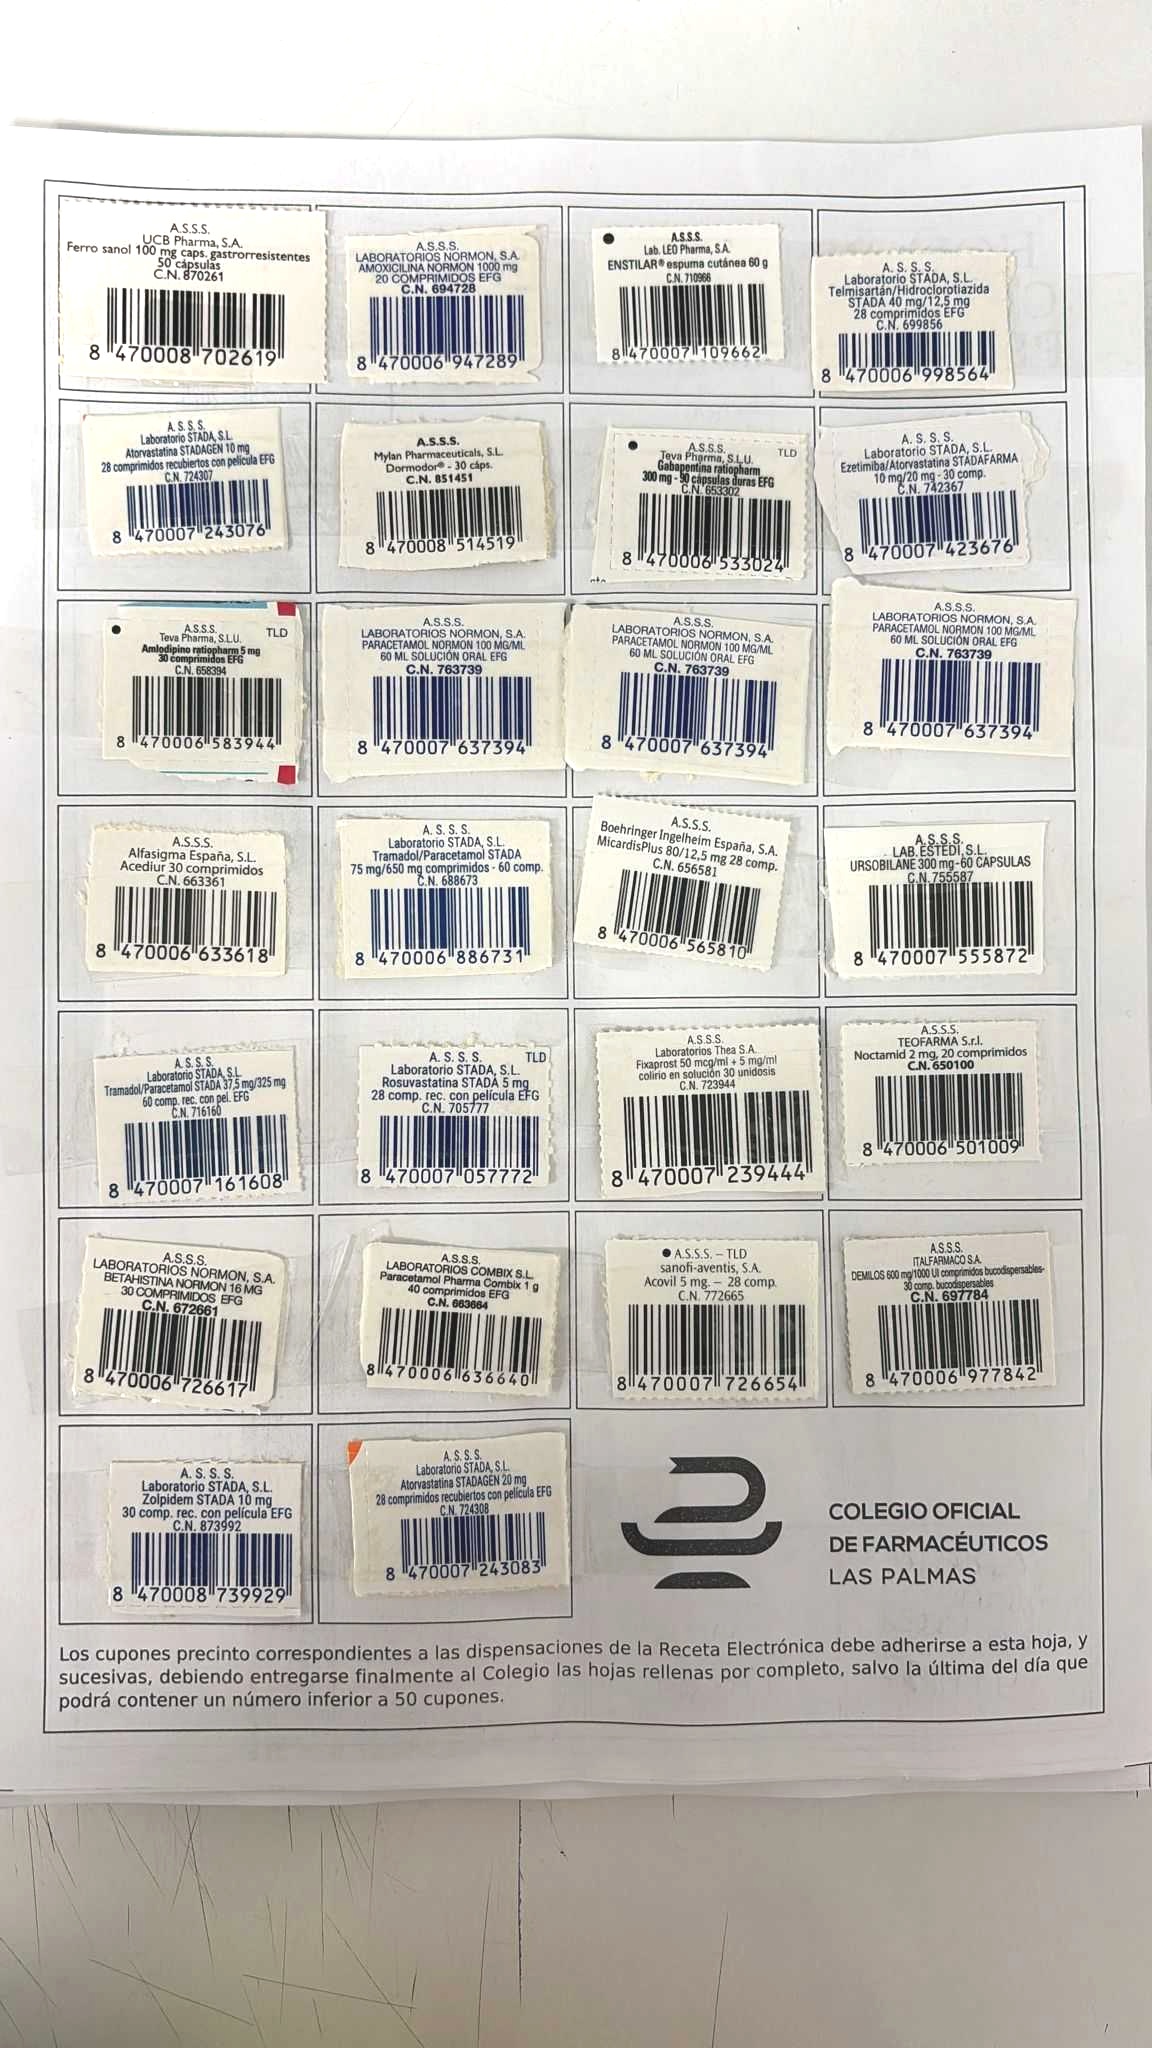 A.S.S.S.
UCB Pharma, S.A.
Ferro sanol 100 mg caps. gastrorresistentes
50 cápsulas
C.N. 870261
8 470008 702619
A.S.S.S.
LABORATORIOS NORMON, S.A.
AMOXICILINA NORMON 1000 mg
20 COMPRIMIDOS EFG
C.N. 694728
8 470006 947289
A.S.S.S.
Lab. LEO Pharma, S.A.
ENSTILAR® espuma cutánea 60 g
C.N. 710966
8 470007 109662
A. S. S. S.
Laboratorio STADA, S.L.
Telmisartán/Hidroclorotiazida
STADA 40 mg/12,5 mg
28 comprimidos EFG
C.N. 699856
8 470006 998564
A. S. S. S.
Laboratorio STADA, S.L.
Atorvastatina STADAGEN 10 mg
28 comprimidos recubiertos con película EFG
C.N. 724307
8 470007 243076
A.S.S.S.
Mylan Pharmaceuticals, S.L.
Dormodor® - 30 cáps.
C.N. 851451
8 470008 514519
A.S.S.S. TLD
Teva Pharma, S.L.U.
Gabapentina ratiopharm
300 mg - 90 cápsulas duras EFG
C.N. 653302
8 470006 533024
A. S. S. S.
Laboratorio STADA, S.L.
Ezetimiba/Atorvastatina STADAFARMA
10 mg/20 mg - 30 comp.
C.N. 742367
8 470007 423676
A.S.S.S. TLD
Teva Pharma, S.L.U.
Amlodipino ratiopharm 5 mg
30 comprimidos EFG
C.N. 658394
8 470006 583944
A.S.S.S.
LABORATORIOS NORMON, S.A.
PARACETAMOL NORMON 100 MG/ML
60 ML SOLUCIÓN ORAL EFG
C.N. 763739
8 470007 637394
A.S.S.S.
LABORATORIOS NORMON, S.A.
PARACETAMOL NORMON 100 MG/ML
60 ML SOLUCIÓN ORAL EFG
C.N. 763739
8 470007 637394
A.S.S.S.
LABORATORIOS NORMON, S.A.
PARACETAMOL NORMON 100 MG/ML
60 ML SOLUCIÓN ORAL EFG
C.N. 763739
8 470007 637394
A.S.S.S.
Alfasigma España, S.L.
Acediur 30 comprimidos
C.N. 663361
8 470006 633618
A. S. S. S.
Laboratorio STADA, S.L.
Tramadol/Paracetamol STADA
75 mg/650 mg comprimidos - 60 comp.
C.N. 688673
8 470006 886731
A.S.S.S.
Boehringer Ingelheim España, S.A.
MicardisPlus 80/12,5 mg 28 comp.
C.N. 656581
8 470006 565810
A.S.S.S.
LAB. ESTEDI, S.L.
URSOBILANE 300 mg-60 CAPSULAS
C.N. 755587
8 470007 555872
A. S. S. S.
Laboratorio STADA, S.L.
Tramadol/Paracetamol STADA 37,5 mg/325 mg
60 comp. rec. con pel. EFG
C.N. 716160
8 470007 161608
A. S. S. S. TLD
Laboratorio STADA, S.L.
Rosuvastatina STADA 5 mg
28 comp. rec. con película EFG
C.N. 705777
8 470007 057772
A.S.S.S.
Laboratorios Thea S.A.
Fixaprost 50 mcg/ml + 5 mg/ml
colirio en solución 30 unidosis
C.N. 723944
8 470007 239444
A.S.S.S.
TEOFARMA S.r.l.
Noctamid 2 mg, 20 comprimidos
C.N. 650100
8 470006 501009
A.S.S.S.
LABORATORIOS NORMON, S.A.
BETAHISTINA NORMON 16 MG
30 COMPRIMIDOS EFG
C.N. 672661
8 470006 726617
A.S.S.S.
LABORATORIOS COMBIX S.L.
Paracetamol Pharma Combix 1 g
40 comprimidos EFG
C.N. 663664
8 470006 636640
A.S.S.S. – TLD
sanofi-aventis, S.A.
Acovil 5 mg. – 28 comp.
C.N. 772665
8 470007 726654
A.S.S.S.
ITALFARMACO S.A.
DEMILOS 600 mg/1000 UI comprimidos bucodispersables-
30 comp. bucodispersables
C.N. 697784
8 470006 977842
A. S. S. S.
Laboratorio STADA, S.L.
Zolpidem STADA 10 mg
30 comp. rec. con película EFG
C.N. 873992
8 470008 739929
A. S. S. S.
Laboratorio STADA, S.L.
Atorvastatina STADAGEN 20 mg
28 comprimidos recubiertos con película EFG
C.N. 724308
8 470007 243083
COLEGIO OFICIAL
DE FARMACÉUTICOS
LAS PALMAS
Los cupones precinto correspondientes a las dispensaciones de la Receta Electrónica debe adherirse a esta hoja, y
sucesivas, debiendo entregarse finalmente al Colegio las hojas rellenas por completo, salvo la última del día que
podrá contener un número inferior a 50 cupones.